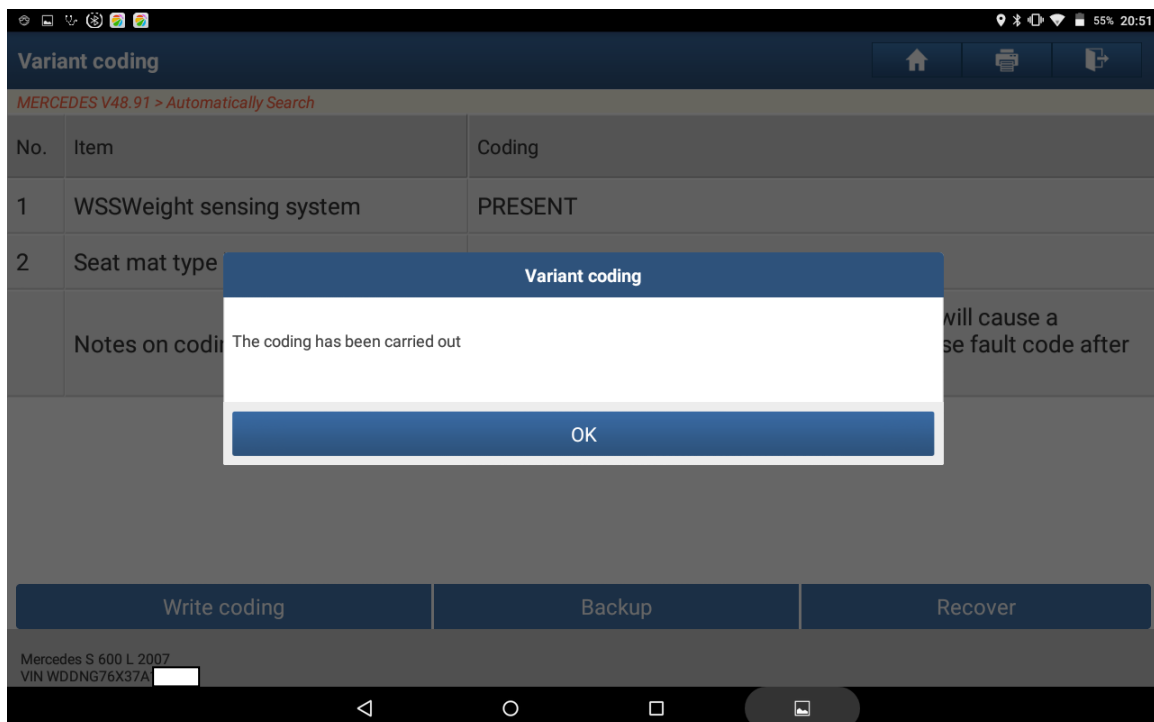 55% 20:51
Variant coding
MERCEDES V48.91 > Automatically Search
No. Item Coding
1 WSSWeight sensing system PRESENT
2 Seat mat type
Variant coding
will cause a
Notes on codin
se fault code after
The coding has been carried out
OK
Write coding Backup Recover
Mercedes S 600 L 2007
VIN WDDNG76X37A